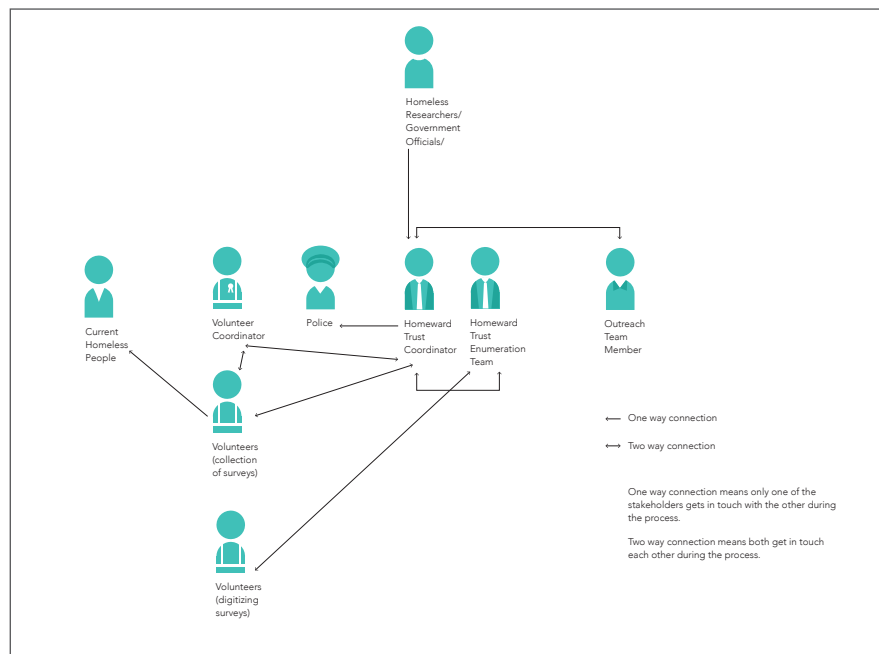 Homeless
Researchers/
Government
Officials/
Current
Homeless
People
Volunteer
Coordinator
Police
Homeward
Trust
Coordinator
Homeward
Trust
Enumeration
Team
Outreach
Team
Member
Volunteers
(collection
of surveys)
Volunteers
(digitizing
surveys)
One way connection
Two way connection
One way connection means only one of the
stakeholders gets in touch with the other during
the process.
Two way connection means both get in touch
each other during the process.